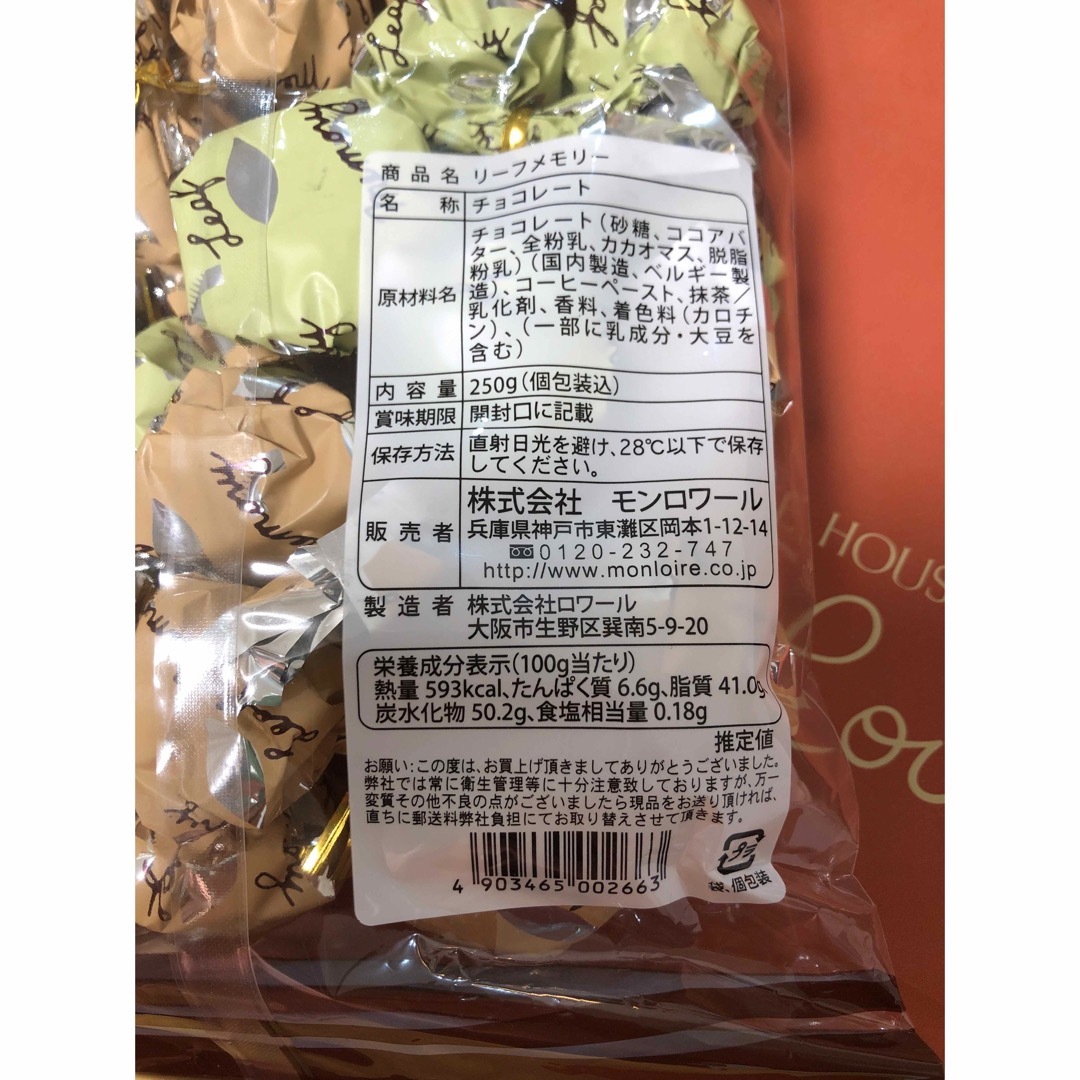 Leaf
Leaf
memory
Leaf
商品名 リーフメモリー
名称 チョコレート
原材料名
チョコレート(砂糖、ココアバ
ター、全粉乳、カカオマス、脱脂
粉乳)(国内製造、ベルギー製
造)、コーヒーペースト、抹茶/
乳化剤、香料、着色料(カロチ
ン)、(一部に乳成分・大豆を
含む)
内容量 250g(個包装込)
賞味期限 開封口に記載
保存方法 直射日光を避け、28℃以下で保存
してください。
販売者
株式会社 モンロワール
兵庫県神戸市東灘区岡本1-12-14
0120-232-747
http://www.monloire.co.jp
製造者 株式会社ロワール
大阪市生野区巽南5-9-20
栄養成分表示(100g当たり)
熱量 593kcal、たんぱく質 6.6g、脂質 41.0g
炭水化物 50.2g、食塩相当量 0.18g
推定値
お願い:この度は、お買上げ頂きましてありがとうございました。
弊社では常に衛生管理等に十分注意致しておりますが、万一
変質その他不良の点がございましたら現品をお送り頂ければ、
直ちに郵送料弊社負担にてお取り替えさせて頂きます。
4 903465 002663
プラ
袋、個包装
HOUS
memory
Leaf